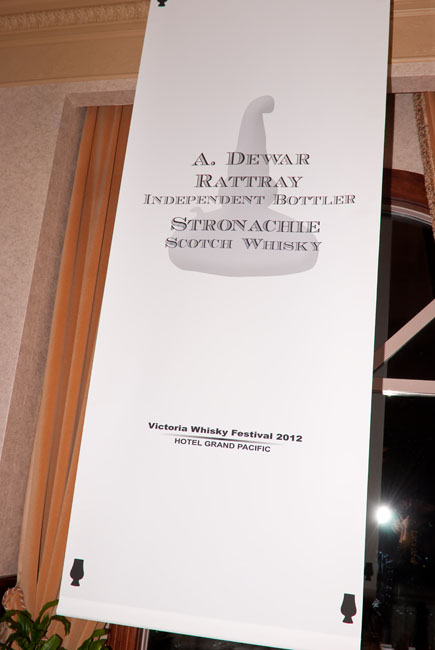 A. Dewar
Rattray
Independent Bottler
Stronachie
Scotch Whisky
Victoria Whisky Festival 2012
HOTEL GRAND PACIFIC